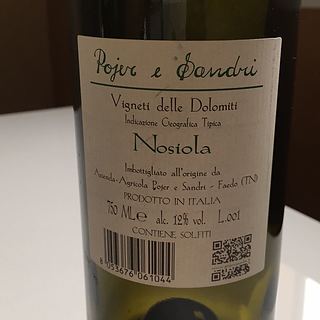 Pojer e Sandri
Vigneti delle Dolomiti
Indicazione Geografica Tipica
Nosiola
Imbottigliato all'origine da
Azienda Agricola Pojer e Sandri - Faedo (TN)
PRODOTTO IN ITALIA
750 ML e alc. 12% vol. L.001
CONTIENE SOLFITI
8 053676 061044